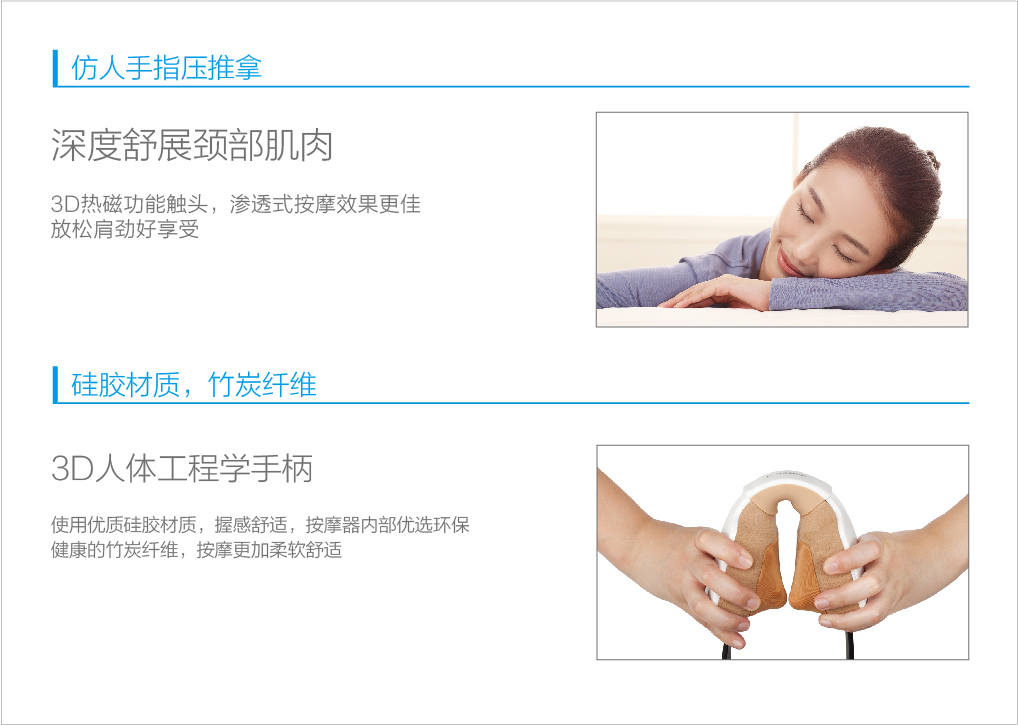 仿人手指压推拿
深度舒展颈部肌肉
3D热磁功能触头，渗透式按摩效果更佳
放松肩劲好享受
硅胶材质，竹炭纤维
3D人体工程学手柄
使用优质硅胶材质，握感舒适，按摩器内部优选环保
健康的竹炭纤维，按摩更加柔软舒适